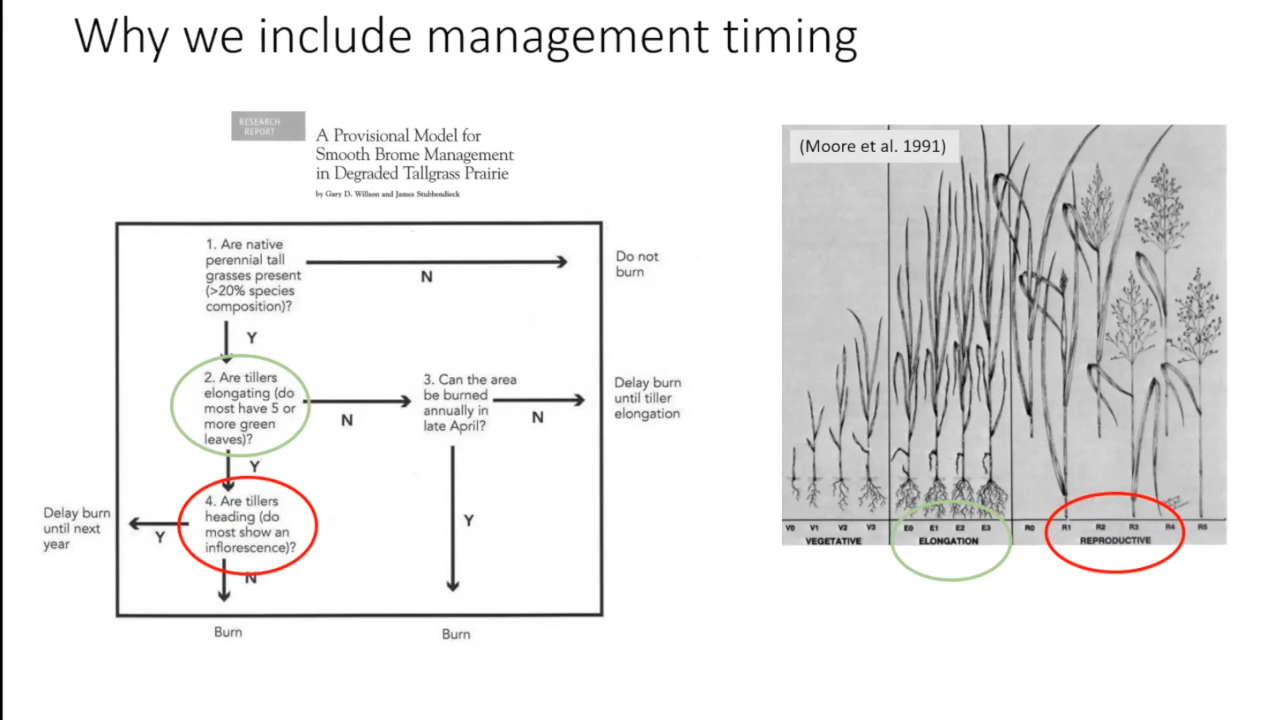 Why we include management timing
RESEARCH
REPORT
A Provisional Model for
Smooth Brome Management
in Degraded Tallgrass Prairie
by Gary D. Willson and James Stubbendieck
1. Are native
perennial tall
grasses present
(>20% species
composition)?
N
Do not
burn
Y
2. Are tillers
elongating (do
most have 5 or
more green
leaves)?
N
3. Can the area
be burned
annually in
late April?
N
Delay burn
until tiller
elongation
Y
4. Are tillers
heading (do
most show an
inflorescence)?
Y
Delay burn
until next
year
N
Y
Burn
Burn
(Moore et al. 1991)
V0 V1 V2 V3 E0 E1 E2 E3 R0 R1 R2 R3 R4 R5
VEGETATIVE ELONGATION REPRODUCTIVE